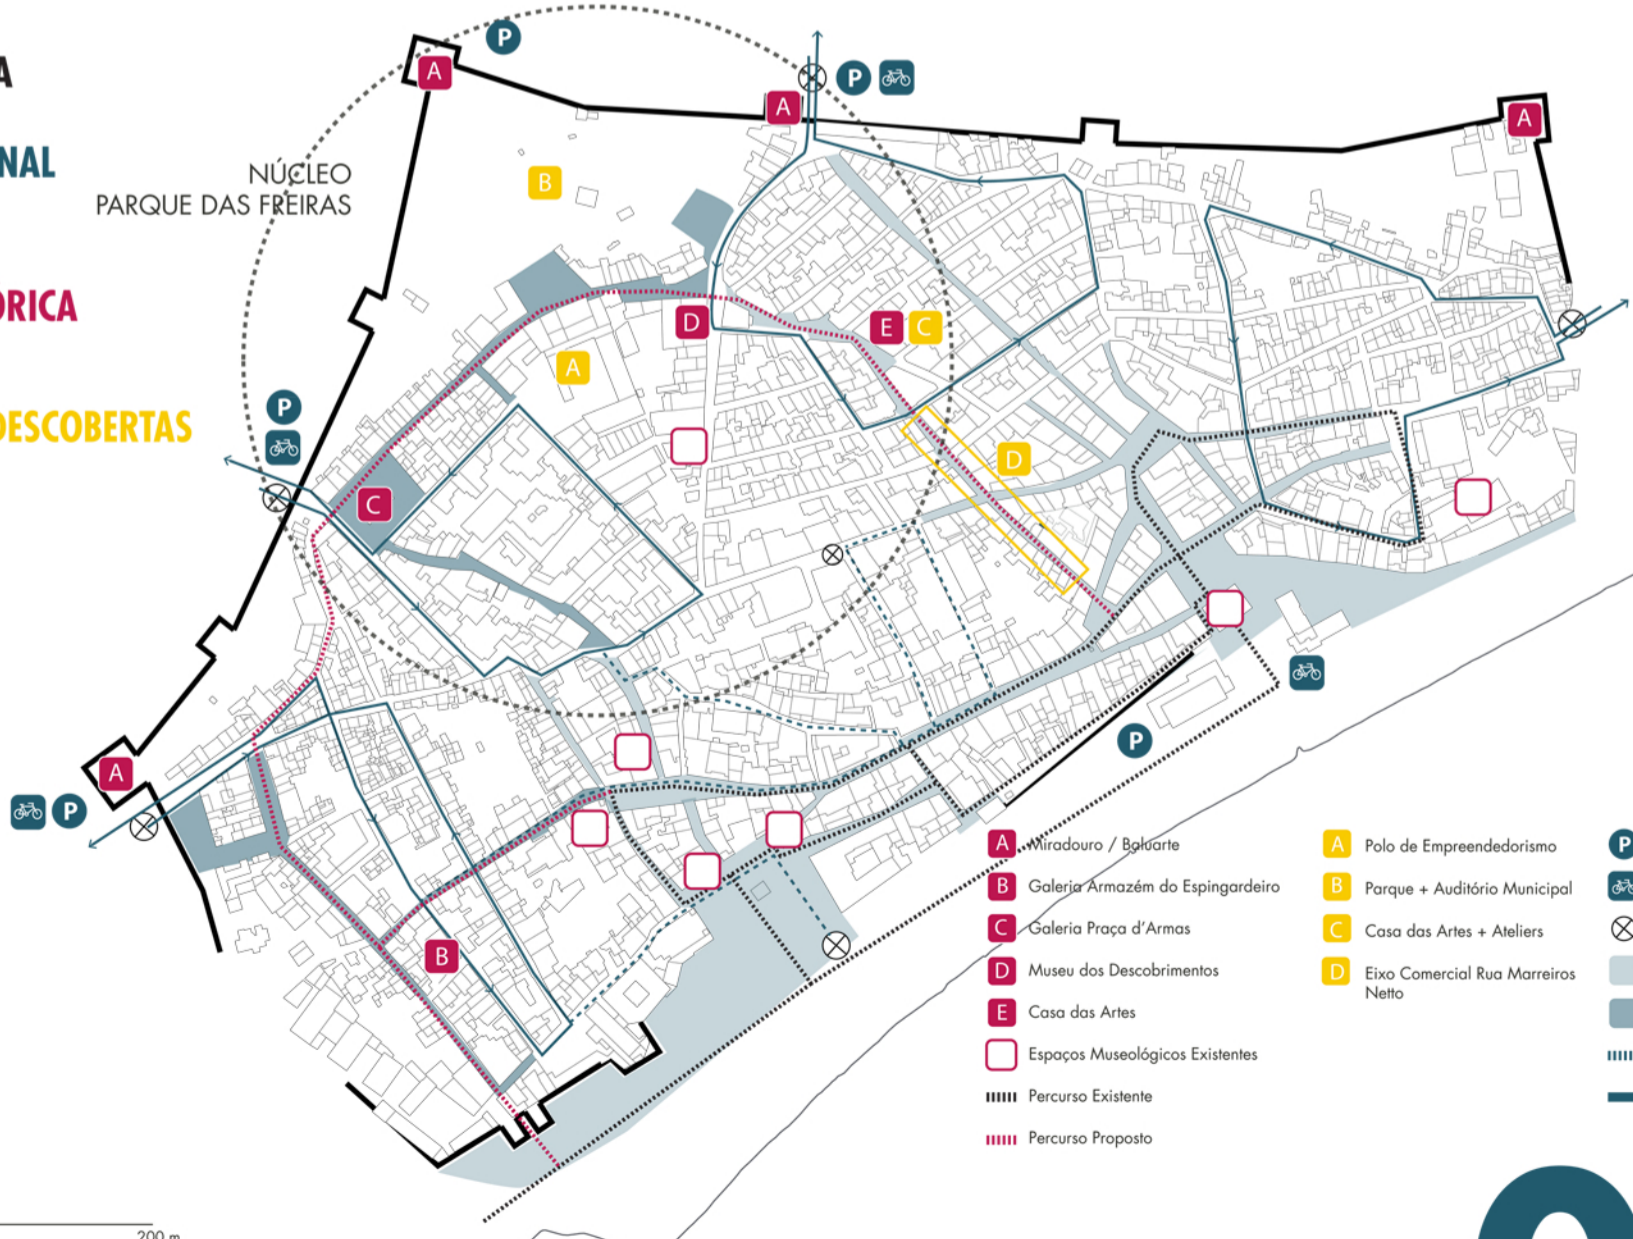 A
NAL
ÓRICA
DESCOBERTAS
NÚCLEO
PARQUE DAS FREIRAS
A
P
A
P
A
B
D
E C
A
P
C
D
A
P
P
B
A Miradouro / Baluarte
B Galeria Armazém do Espingardeiro
C Galeria Praça d'Armas
D Museu dos Descobrimentos
E Casa das Artes
Espaços Museológicos Existentes
Percurso Existente
Percurso Proposto
A Polo de Empreendedorismo
B Parque + Auditório Municipal
C Casa das Artes + Ateliers
D Eixo Comercial Rua Marreiros
Netto
P
200 m